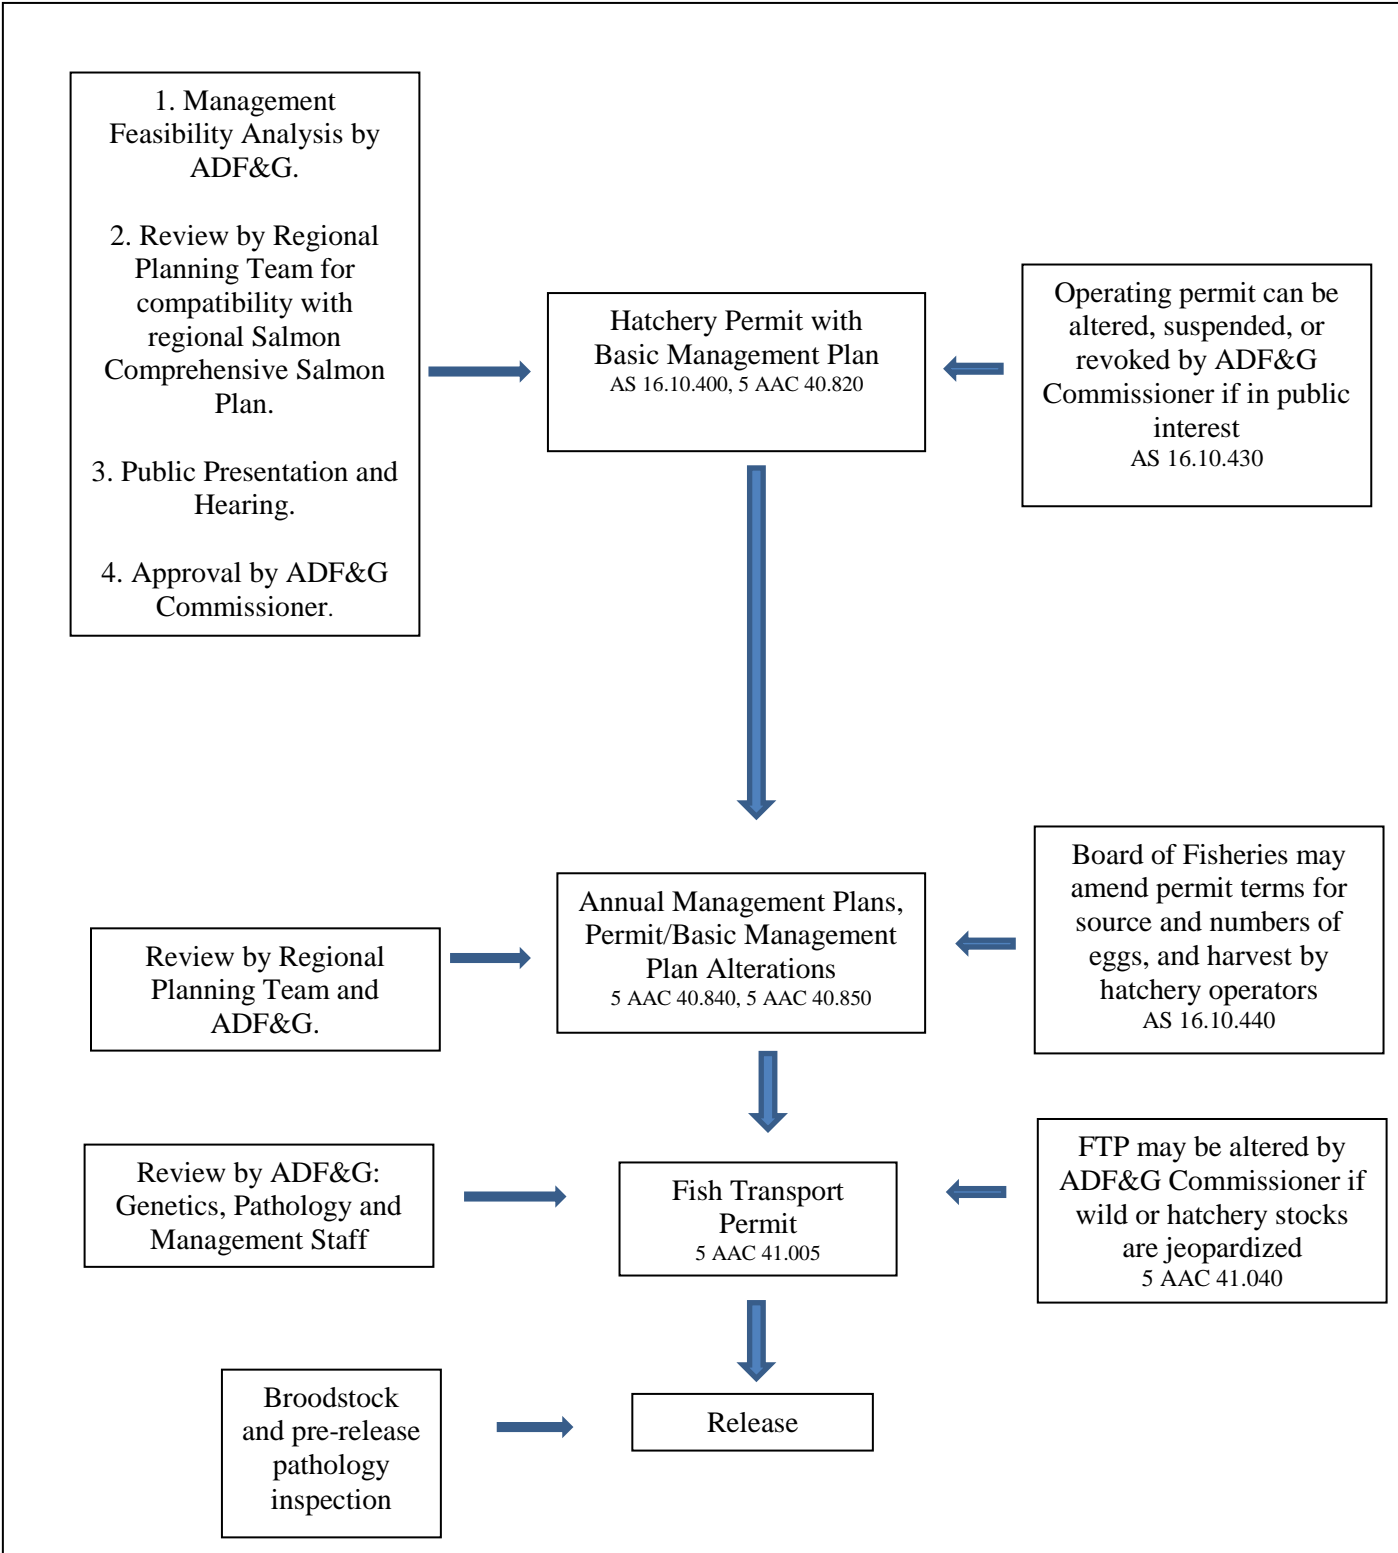 1. Management
Feasibility Analysis by
ADF&G.
2. Review by Regional
Planning Team for
compatibility with
regional Salmon
Comprehensive Salmon
Plan.
3. Public Presentation and
Hearing.
4. Approval by ADF&G
Commissioner.
Hatchery Permit with
Basic Management Plan
AS 16.10.400, 5 AAC 40.820
Operating permit can be
altered, suspended, or
revoked by ADF&G
Commissioner if in public
interest
AS 16.10.430
Review by Regional
Planning Team and
ADF&G.
Annual Management Plans,
Permit/Basic Management
Plan Alterations
5 AAC 40.840, 5 AAC 40.850
Board of Fisheries may
amend permit terms for
source and numbers of
eggs, and harvest by
hatchery operators
AS 16.10.440
Review by ADF&G:
Genetics, Pathology and
Management Staff
Fish Transport
Permit
5 AAC 41.005
FTP may be altered by
ADF&G Commissioner if
wild or hatchery stocks
are jeopardized
5 AAC 41.040
Broodstock
and pre-release
pathology
inspection
Release